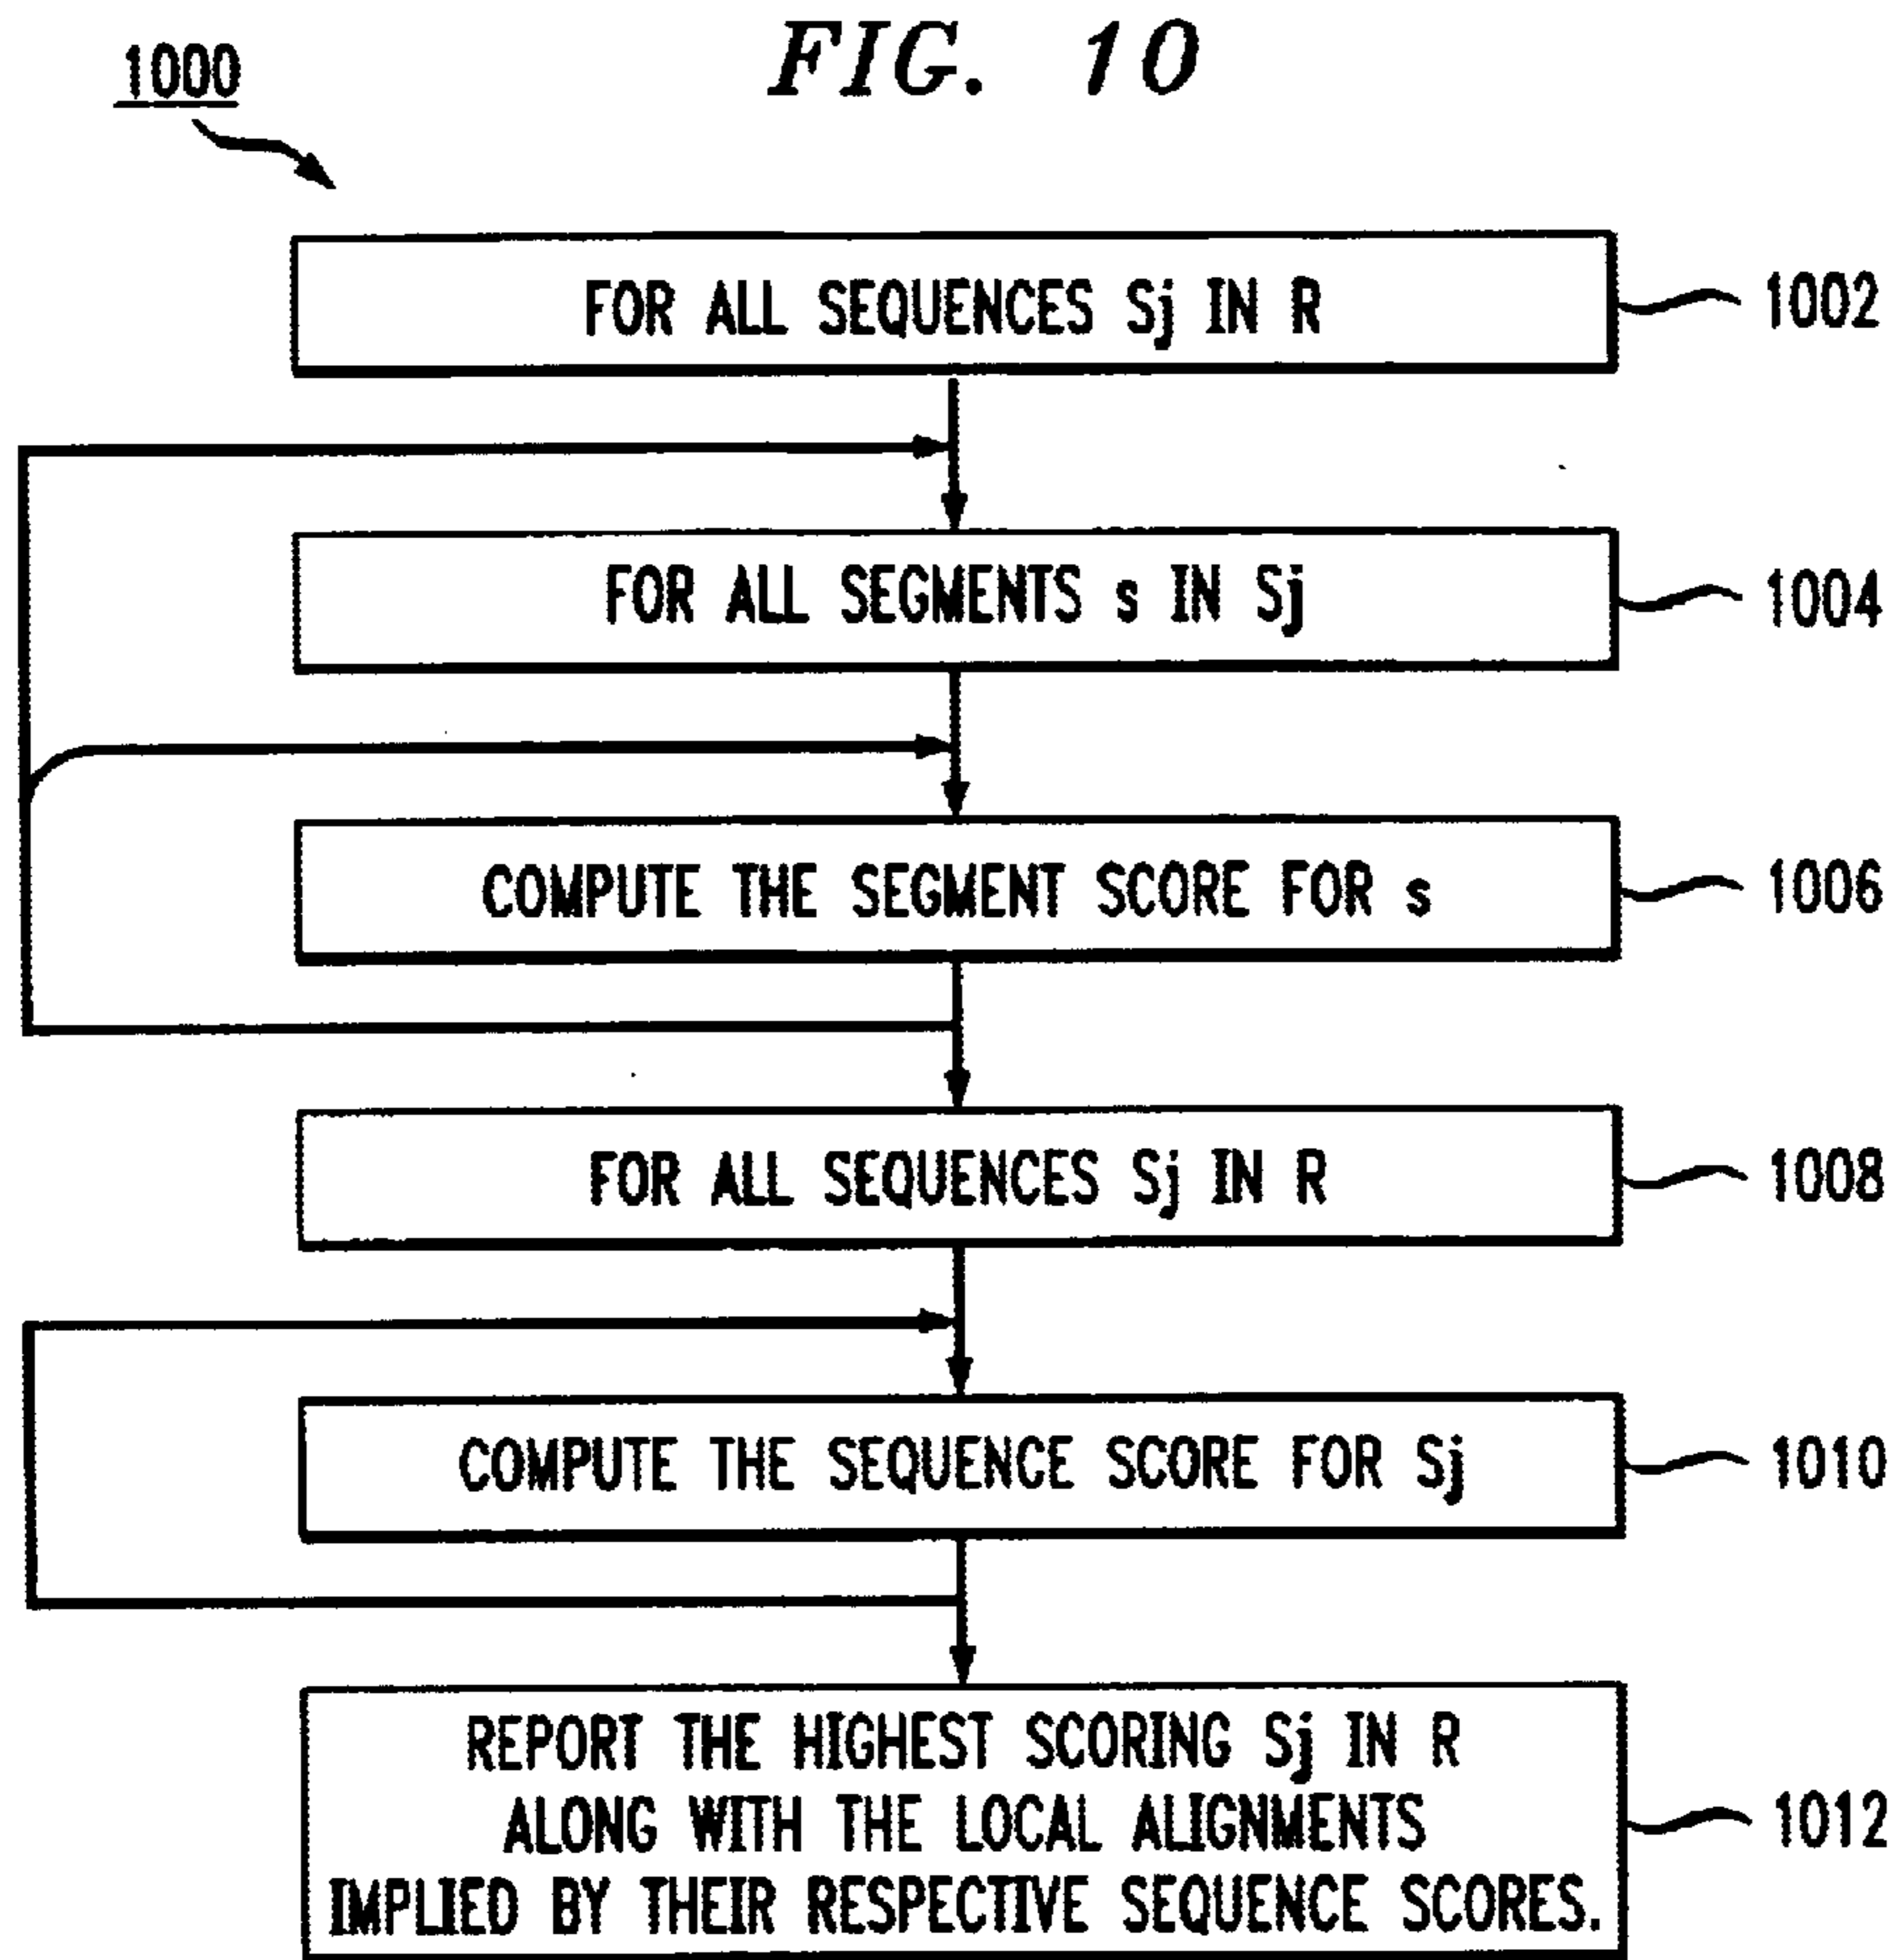 FIG. 10
1000
FOR ALL SEQUENCES Sj IN R
1002
FOR ALL SEGMENTS s IN Sj
1004
COMPUTE THE SEGMENT SCORE FOR s
1006
FOR ALL SEQUENCES Sj IN R
1008
COMPUTE THE SEQUENCE SCORE FOR Sj
1010
REPORT THE HIGHEST SCORING Sj IN R
ALONG WITH THE LOCAL ALIGNMENTS
IMPLIED BY THEIR RESPECTIVE SEQUENCE SCORES.
1012